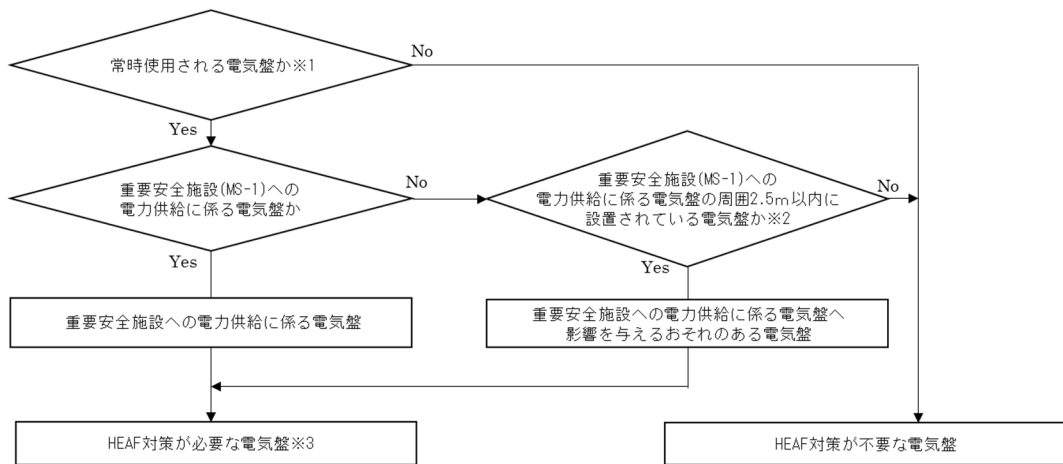 常時使用される電気盤か※1
No
Yes
重要安全施設(MS-1)への
電力供給に係る電気盤か
No
重要安全施設(MS-1)への
電力供給に係る電気盤の周囲2.5m以内に
設置されている電気盤か※2
No
Yes
Yes
重要安全施設への電力供給に係る電気盤
重要安全施設への電力供給に係る電気盤へ
影響を与えるおそれのある電気盤
HEAF対策が必要な電気盤※3
HEAF対策が不要な電気盤